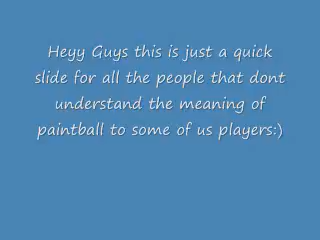 Heyy Guys this is just a quick
slide for all the people that dont
understand the meaning of
paintball to some of us players:)